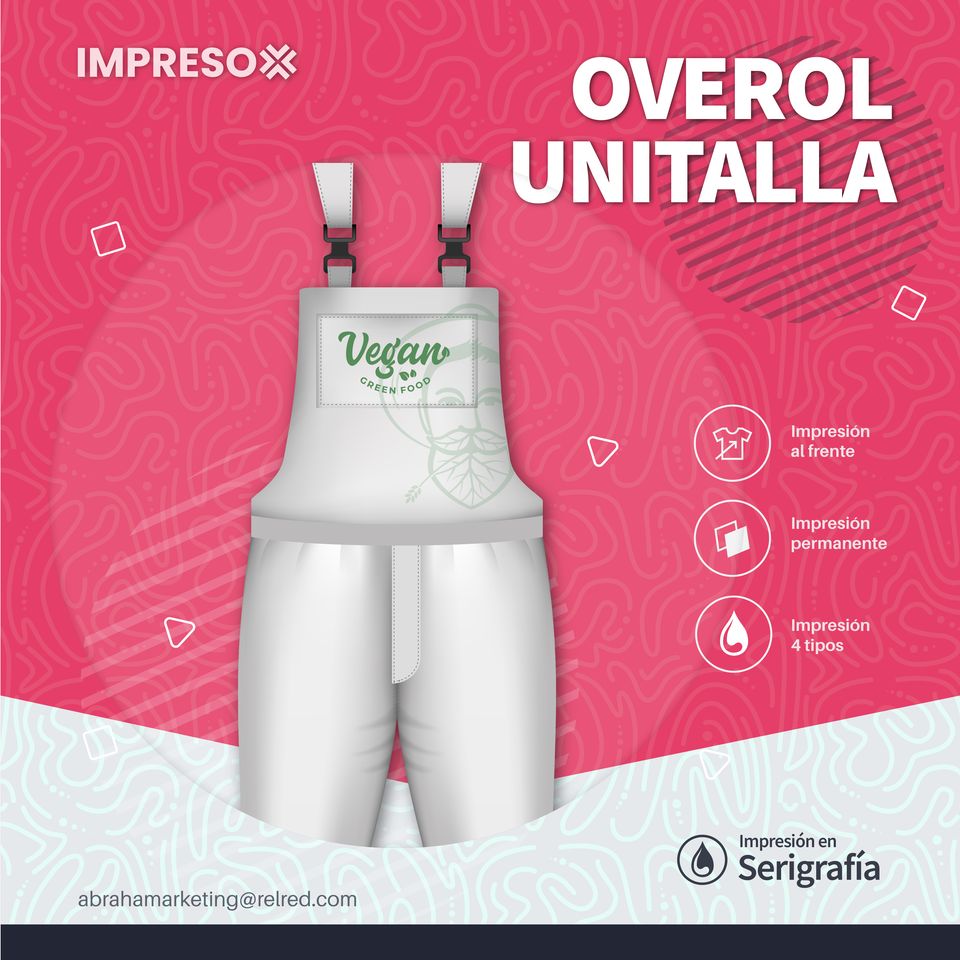 IMPRESOX
OVEROL
UNITALLA
Vegan
GREEN FOOD
Impresión
al frente
Impresión
permanente
Impresión
4 tipos
Impresión en
Serigrafía
abrahamarketing@relred.com